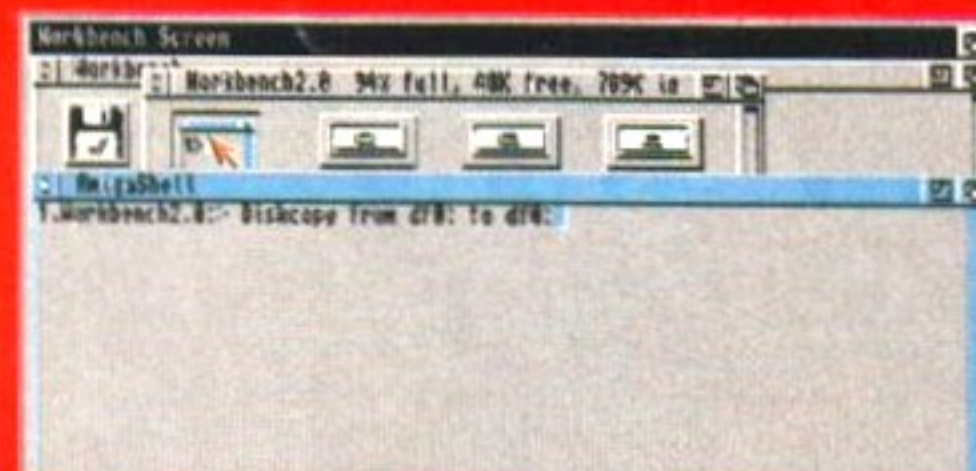 Workbench Screen
Workbench
Workbench2.0 94% full, 48K free, 789K in
AmigaShell
1.Workbench2.0:> Diskcopy from df0: to df0: